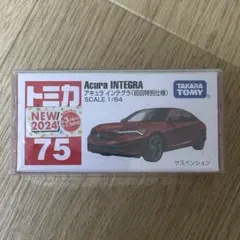 トミカ
Acura INTEGRA
アキュラ インテグラ(初回特別仕様)
SCALE 1/64
TAKARA
TOMY
NEW
2024
75
サスペンション